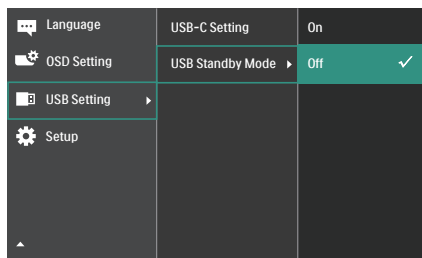 Language
OSD Setting
USB Setting
Setup
USB-C Setting
USB Standby Mode
On
Off